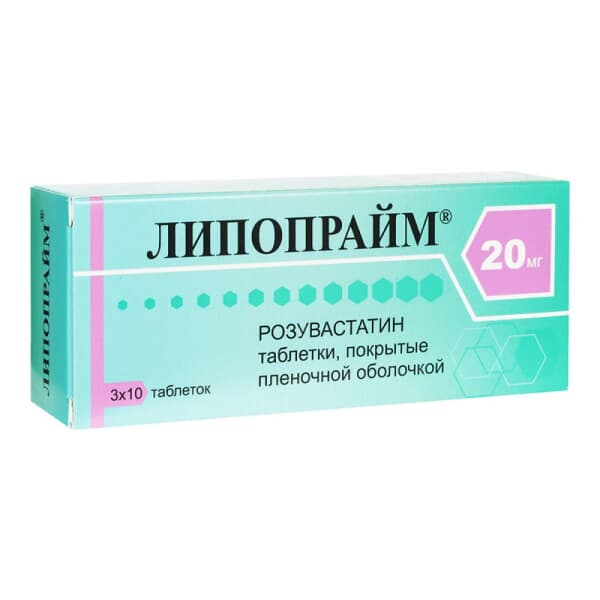 ЛИПОПРАЙМ®
ЛИПОПРАЙМ®
20 мг
РОЗУВАСТАТИН
таблетки, покрытые
пленочной оболочкой
3х10 таблеток